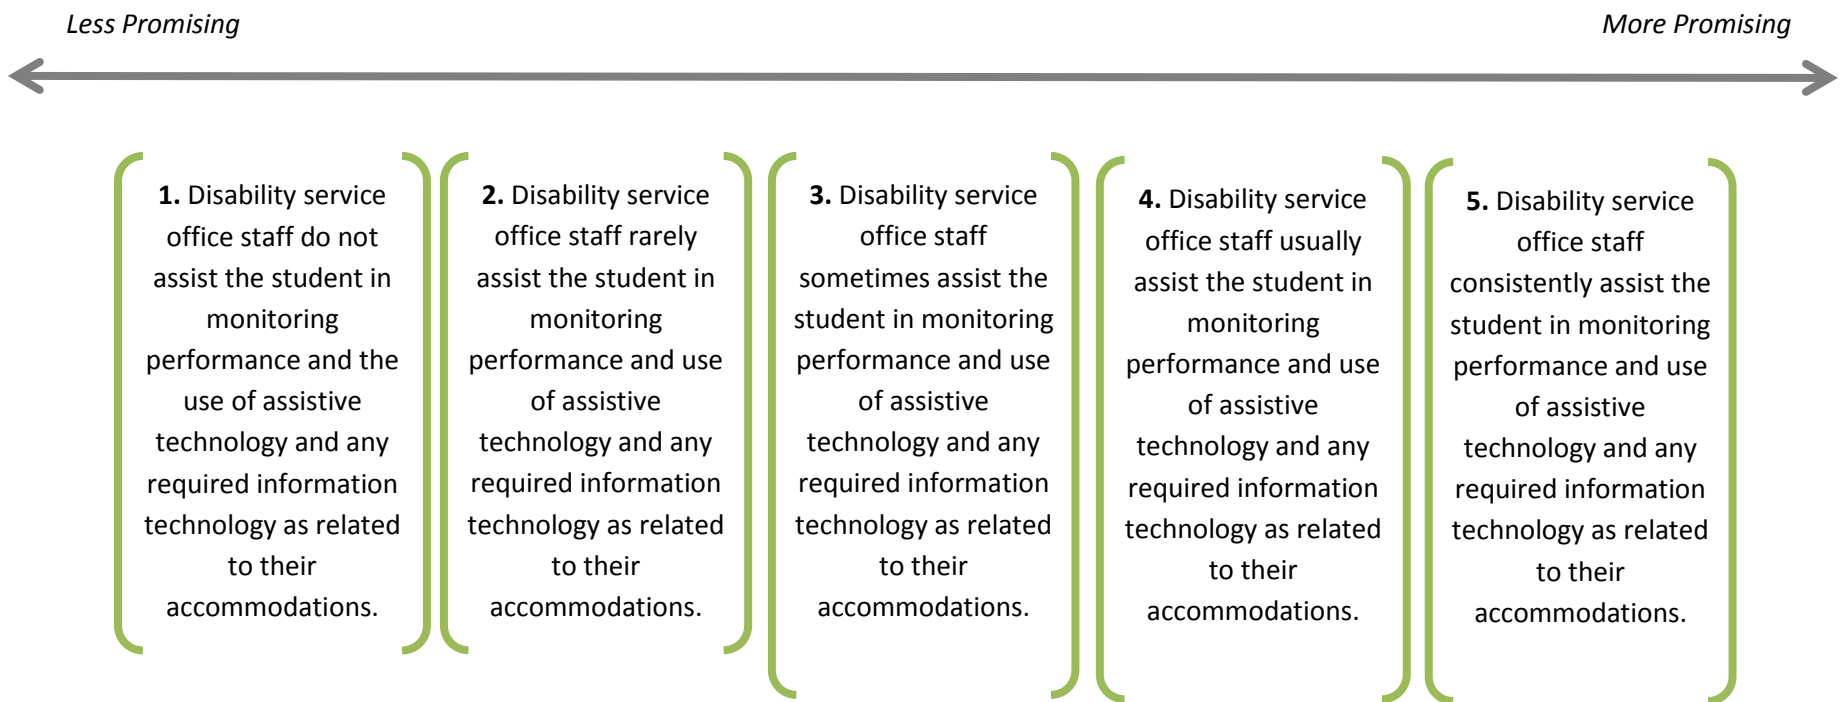 Less Promising
More Promising
1. Disability service
office staff do not
assist the student in
monitoring
performance and the
use of assistive
technology and any
required information
technology as related
to their
accommodations.
2. Disability service
office staff rarely
assist the student in
monitoring
performance and use
of assistive
technology and any
required information
technology as related
to their
accommodations.
3. Disability service
office staff
sometimes assist the
student in monitoring
performance and use
of assistive
technology and any
required information
technology as related
to their
accommodations.
4. Disability service
office staff usually
assist the student in
monitoring
performance and use
of assistive
technology and any
required information
technology as related
to their
accommodations.
5. Disability service
office staff
consistently assist the
student in monitoring
performance and use
of assistive
technology and any
required information
technology as related
to their
accommodations.